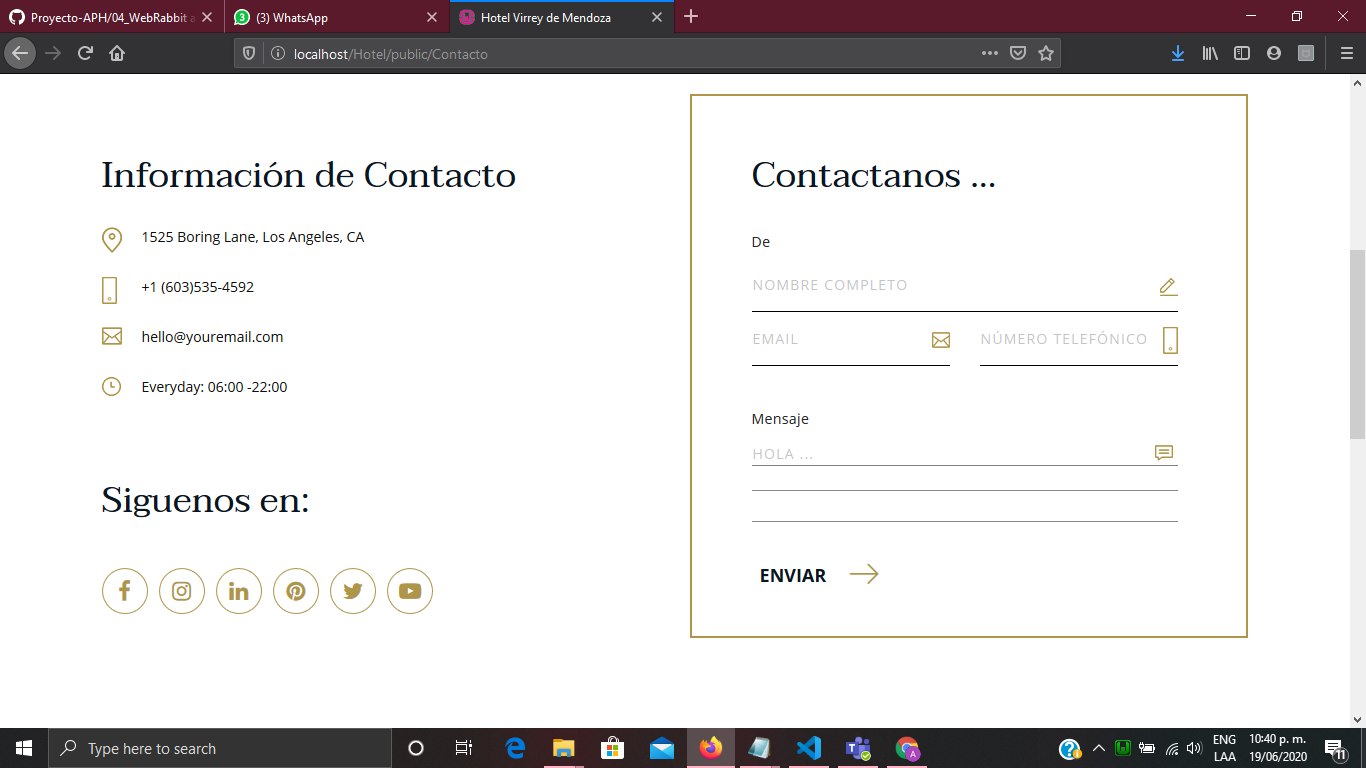 Proyecto-APH/04_WebRabbit a
(3) WhatsApp
Hotel Virrey de Mendoza
localhost/Hotel/public/Contacto
Información de Contacto
1525 Boring Lane, Los Angeles, CA
+1 (603)535-4592
hello@youremail.com
Everyday: 06:00 -22:00
Siguenos en:
Contactanos ...
De
NOMBRE COMPLETO
EMAIL
NÚMERO TELEFÓNICO
Mensaje
HOLA ...
ENVIAR
Type here to search
ENG
LAA
10:40 p. m.
19/06/2020
11